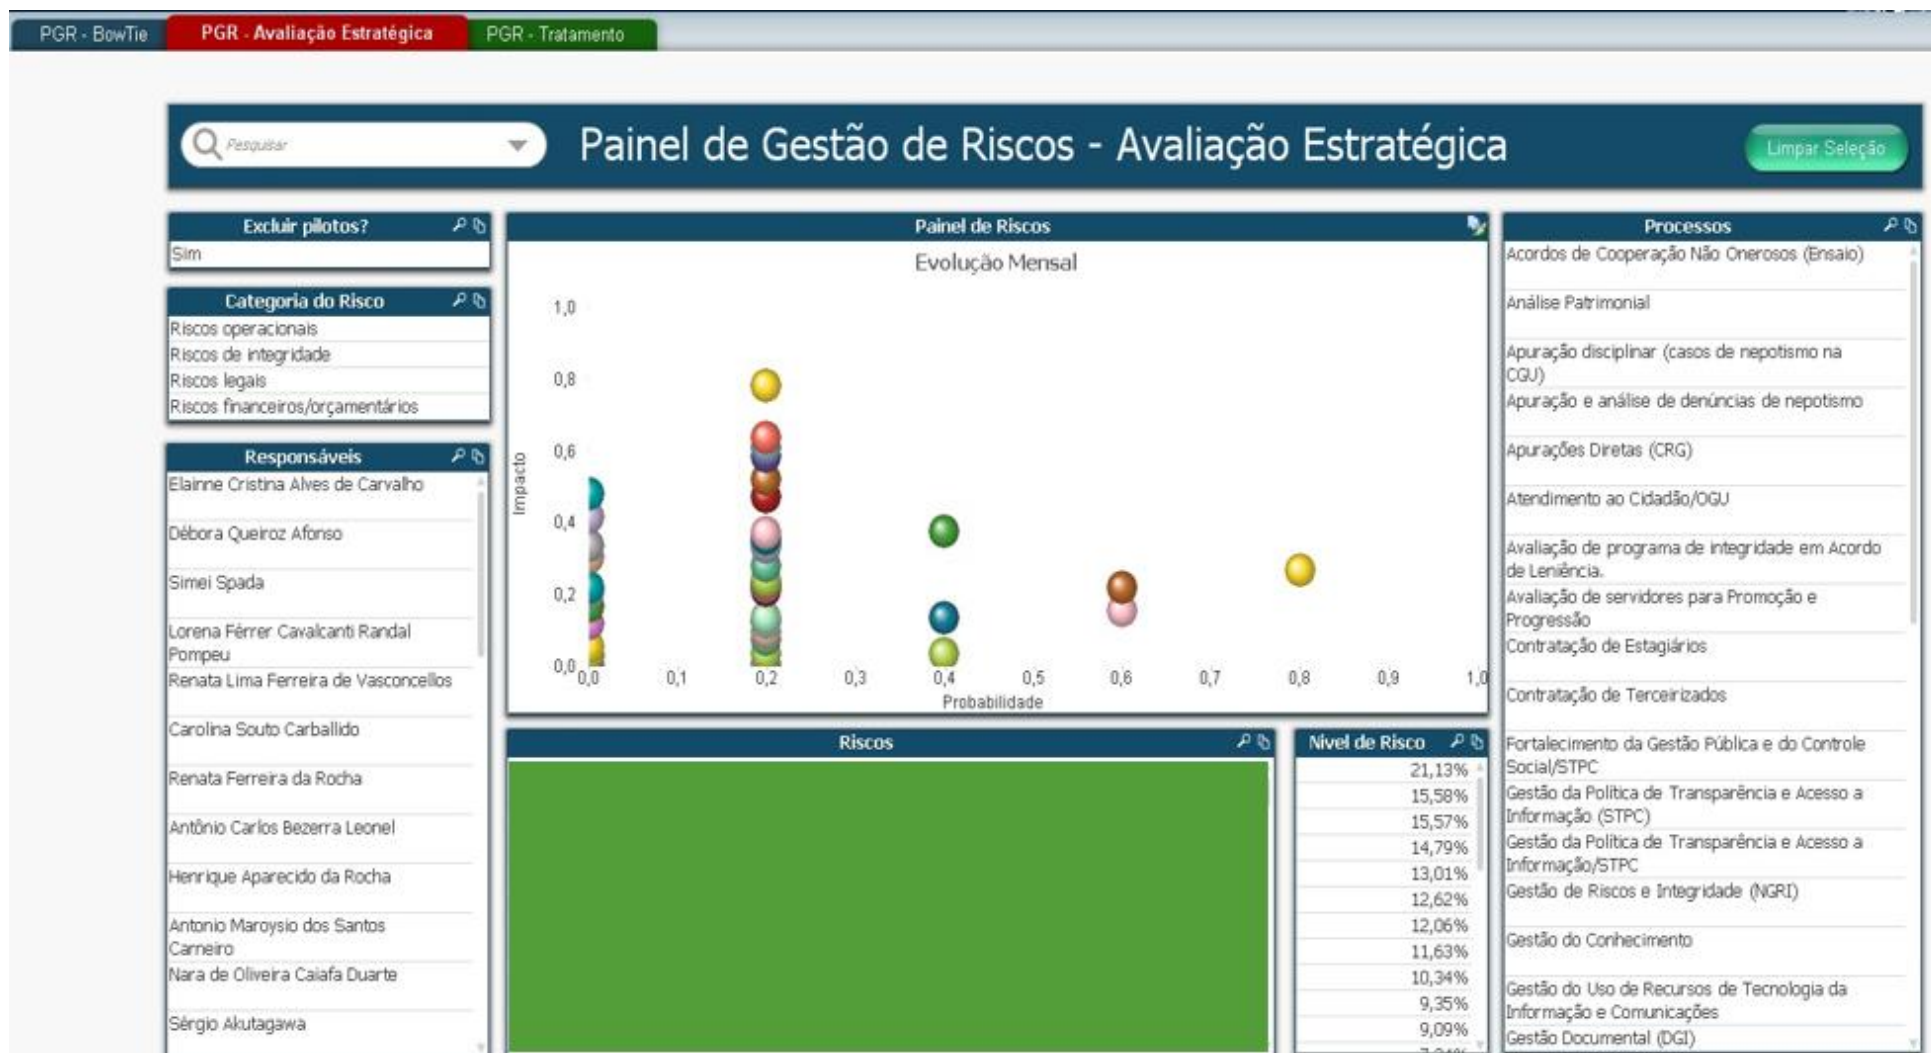 PGR - BowTie
PGR - Avaliação Estratégica
PGR - Tratamento
Pesquisar
Painel de Gestão de Riscos - Avaliação Estratégica
Limpar Seleção
Excluir pilotos?
Sim
Categoria do Risco
Riscos operacionais
Riscos de integridade
Riscos legais
Riscos financeiros/orçamentários
Responsáveis
Elainne Cristina Alves de Carvalho
Débora Queiroz Afonso
Simei Spada
Lorena Férrer Cavalcanti Randal
Pompeu
Renata Lima Ferreira de Vasconcellos
Carolina Souto Carballido
Renata Ferreira da Rocha
Antônio Carlos Bezerra Leonel
Henrique Aparecido da Rocha
Antonio Maroysio dos Santos
Carneiro
Nara de Oliveira Caiafa Duarte
Sérgio Akutagawa
Painel de Riscos
Evolução Mensal
Impacto
1,0
0,8
0,6
0,4
0,2
0,0
0,0 0,1 0,2 0,3 0,4 0,5 0,6 0,7 0,8 0,9 1,0
Probabilidade
Riscos
Nivel de Risco
21,13%
15,58%
15,57%
14,79%
13,01%
12,62%
12,06%
11,63%
10,34%
9,35%
9,09%
Processos
Acordos de Cooperação Não Onerosos (Ensaio)
Análise Patrimonial
Apuração disciplinar (casos de nepotismo na
CGU)
Apuração e análise de denúncias de nepotismo
Apurações Diretas (CRG)
Atendimento ao Cidadão/OGU
Avaliação de programa de integridade em Acordo
de Leniência.
Avaliação de servidores para Promoção e
Progressão
Contratação de Estagiários
Contratação de Terceirizados
Fortalecimento da Gestão Pública e do Controle
Social/STPC
Gestão da Política de Transparência e Acesso a
Informação (STPC)
Gestão da Política de Transparência e Acesso a
Informação/STPC
Gestão de Riscos e Integridade (NGRI)
Gestão do Conhecimento
Gestão do Uso de Recursos de Tecnologia da
Informação e Comunicações
Gestão Documental (DGI)